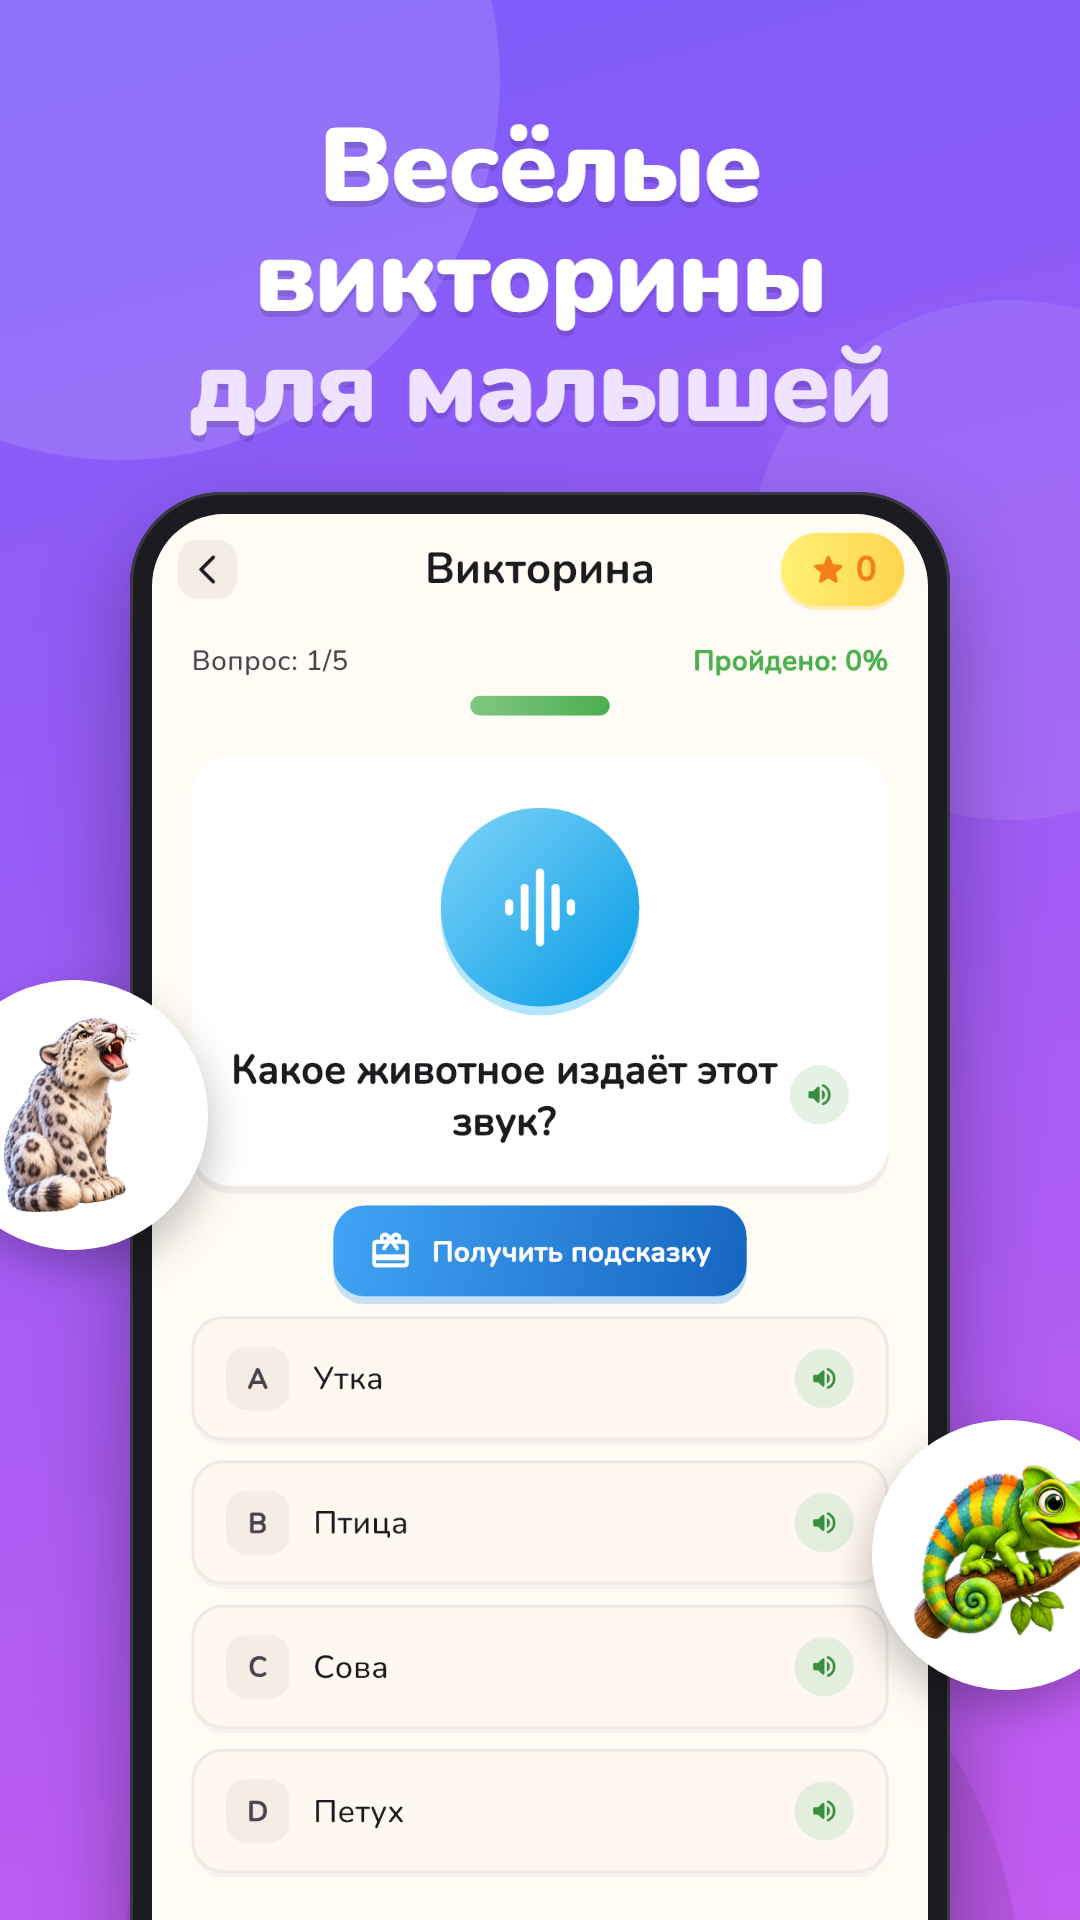 Весёлые
викторины
для малышей
Викторина
0
Вопрос: 1/5
Пройдено: 0%
Какое животное издаёт этот
звук?
Получить подсказку
A Утка
B Птица
C Сова
D Петух